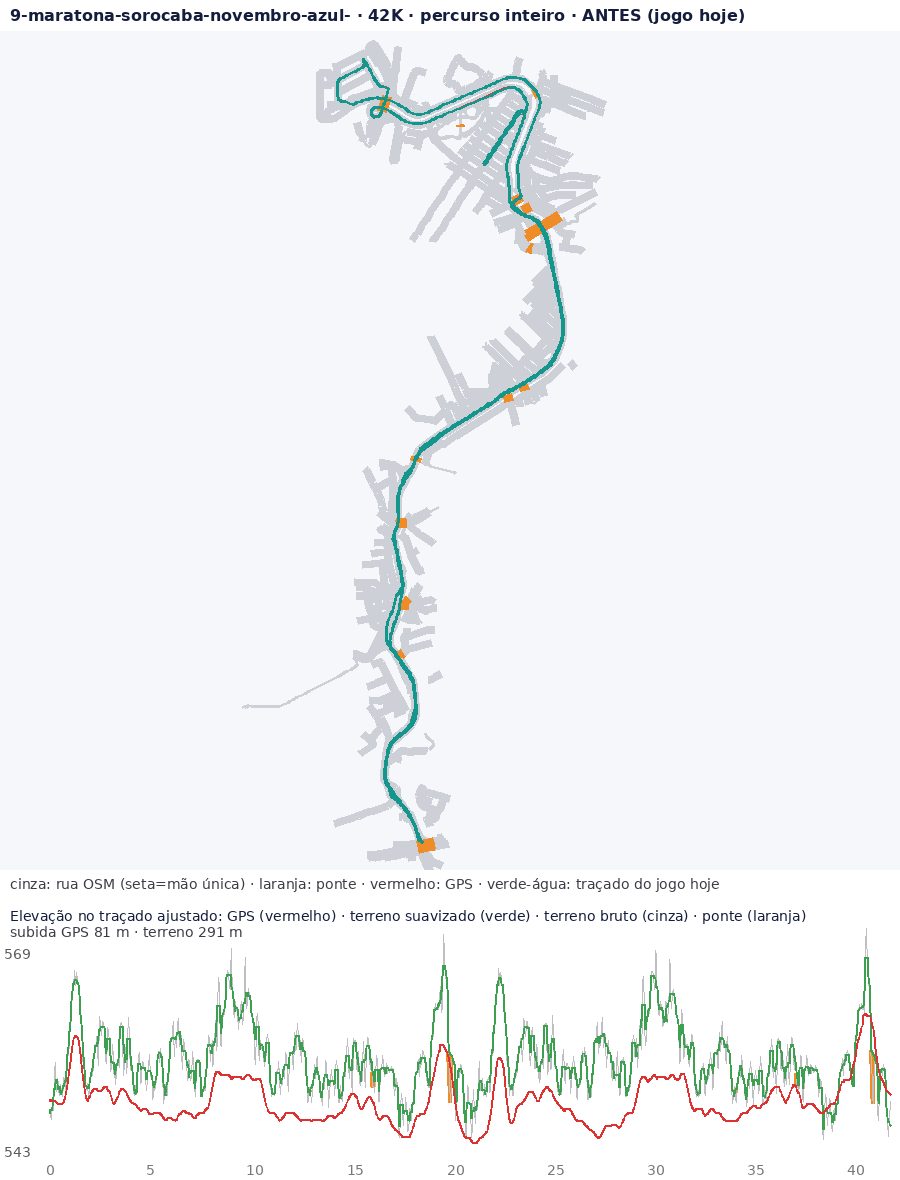 9-maratona-sorocaba-novembro-azul- · 42K · percurso inteiro · ANTES (jogo hoje)
cinza: rua OSM (seta=mão única) · laranja: ponte · vermelho: GPS · verde-água: traçado do jogo hoje
Elevação no traçado ajustado: GPS (vermelho) · terreno suavizado (verde) · terreno bruto (cinza) · ponte (laranja)
subida GPS 81 m · terreno 291 m
569
543
0 5 10 15 20 25 30 35 40